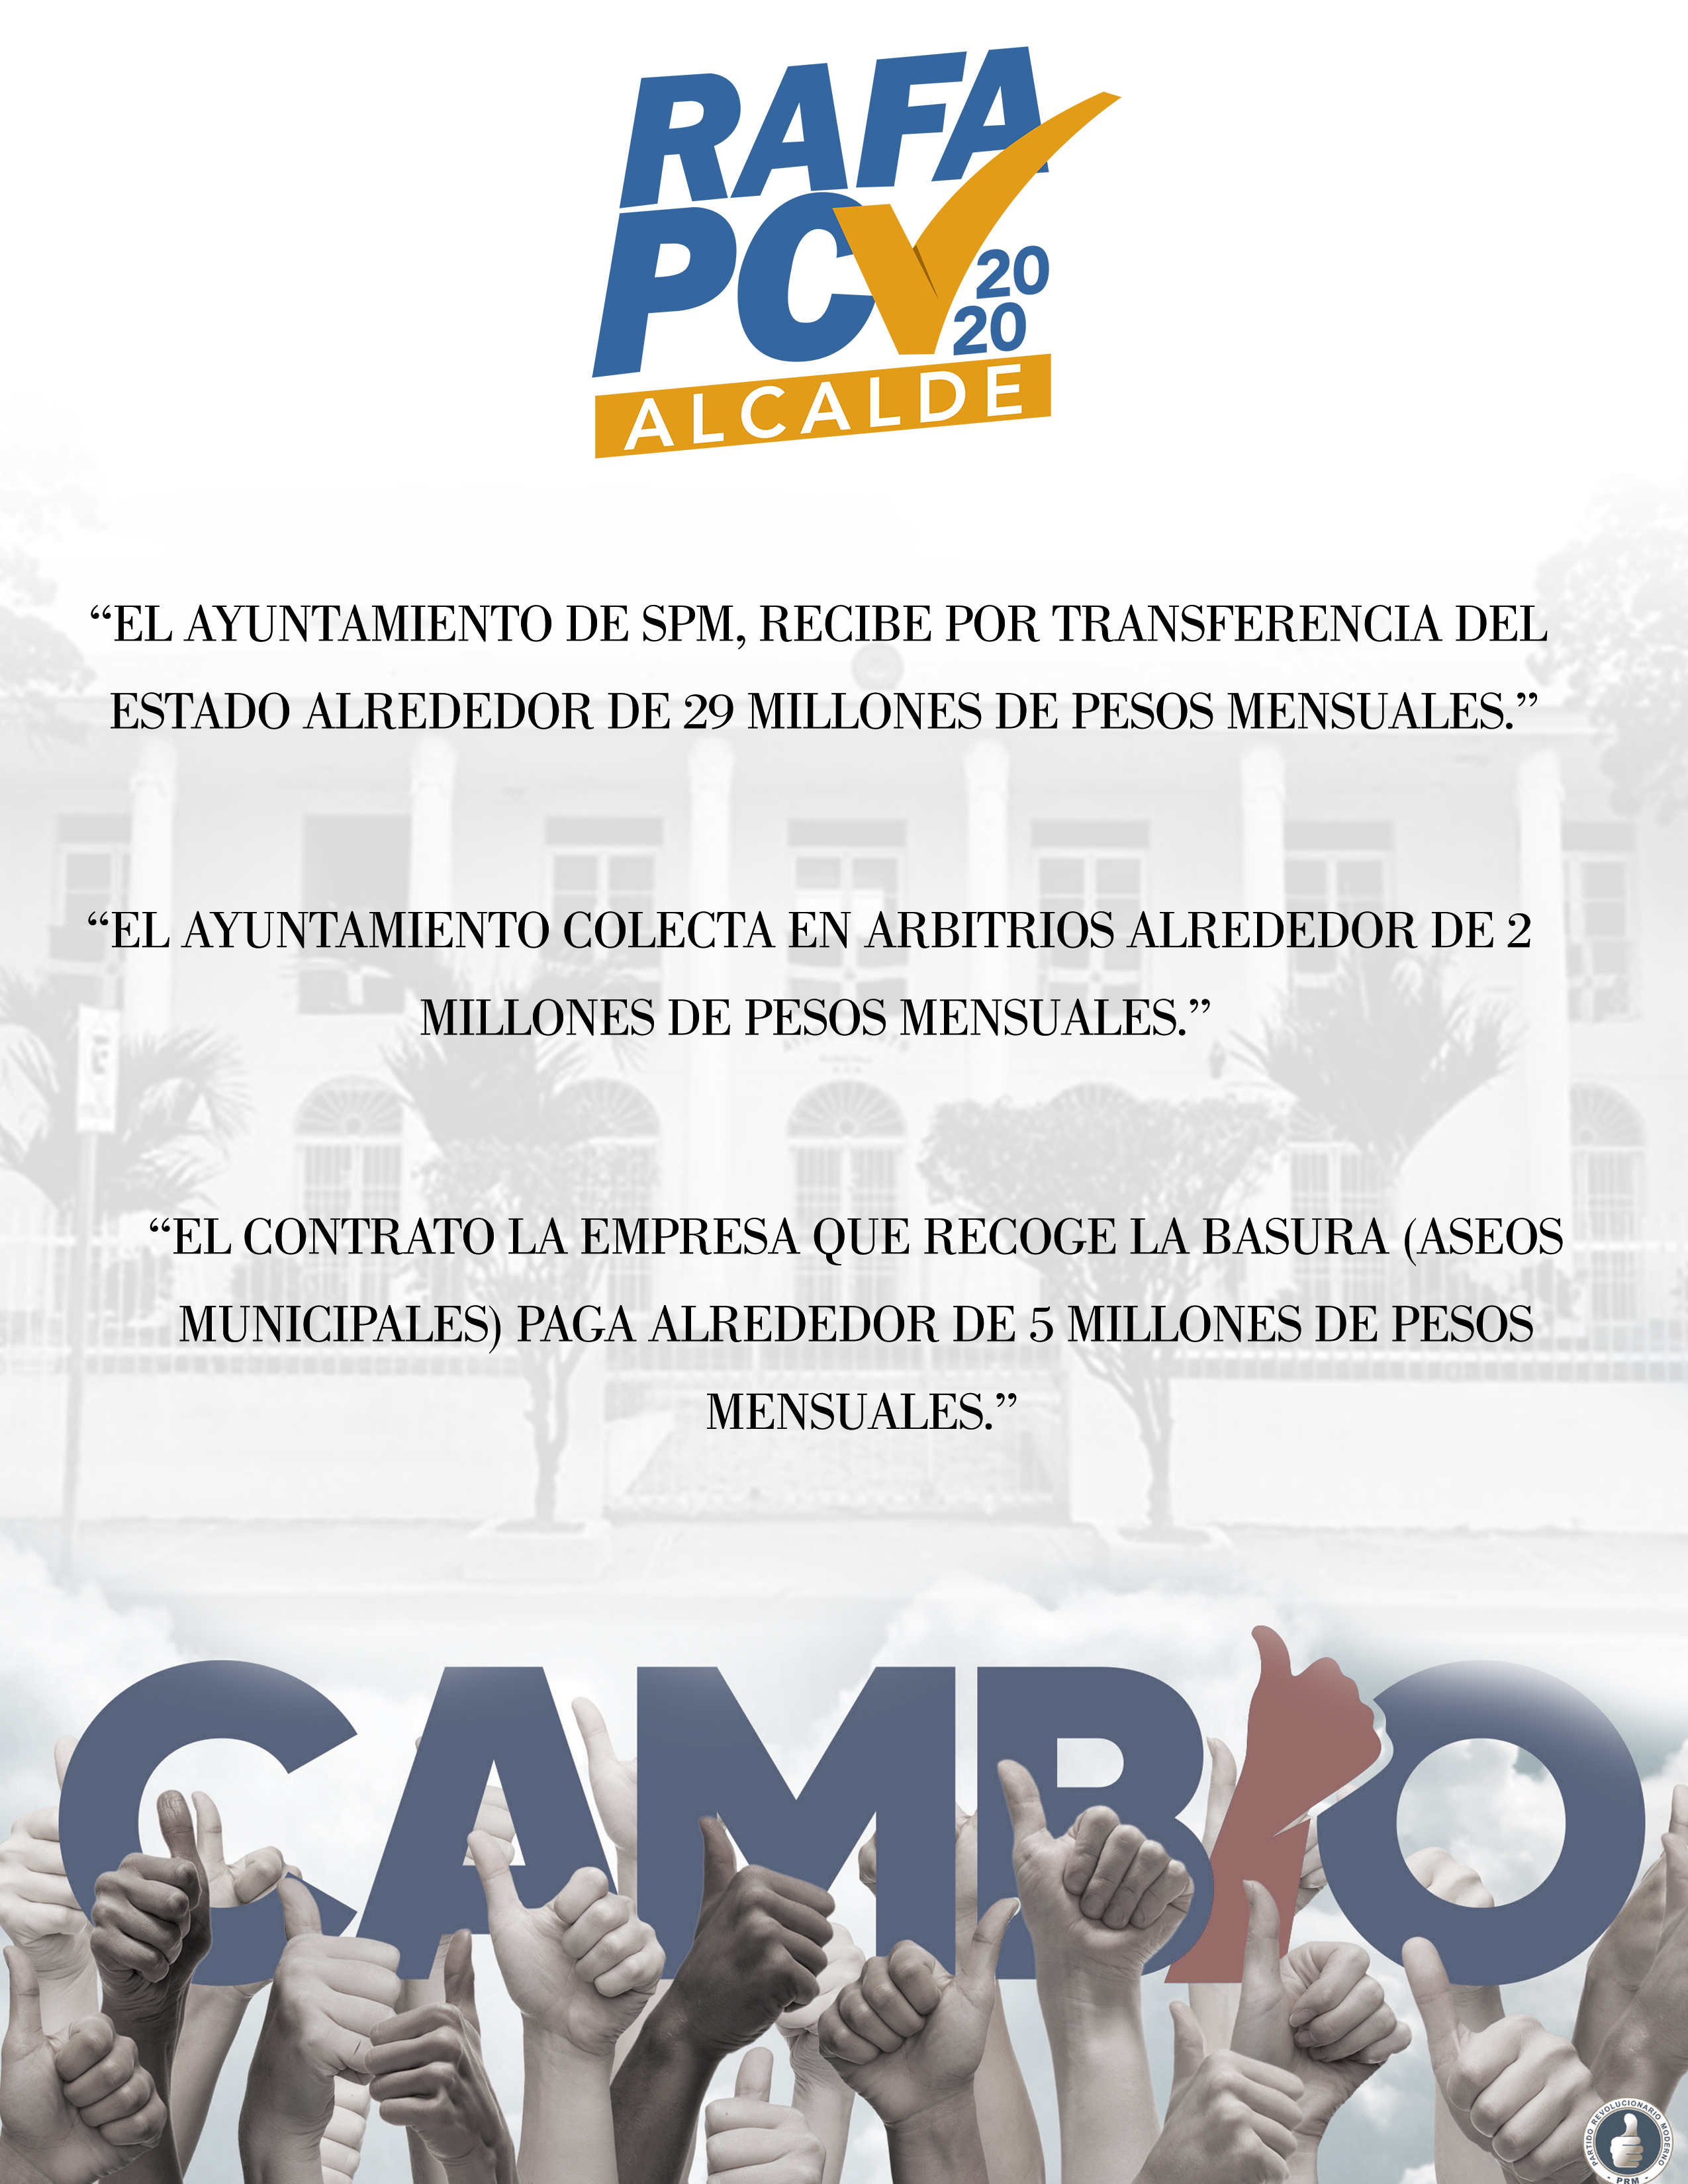 RAFA
PC
20
20
ALCALDE
“EL AYUNTAMIENTO DE SPM, RECIBE POR TRANSFERENCIA DEL
ESTADO ALREDEDOR DE 29 MILLONES DE PESOS MENSUALES.”
“EL AYUNTAMIENTO COLECTA EN ARBITRIOS ALREDEDOR DE 2
MILLONES DE PESOS MENSUALES.”
“EL CONTRATO LA EMPRESA QUE RECOGE LA BASURA (ASEOS
MUNICIPALES) PAGA ALREDEDOR DE 5 MILLONES DE PESOS
MENSUALES.”
CAMBIO
PARTIDO REVOLUCIONARIO MODERNO
- PRM -